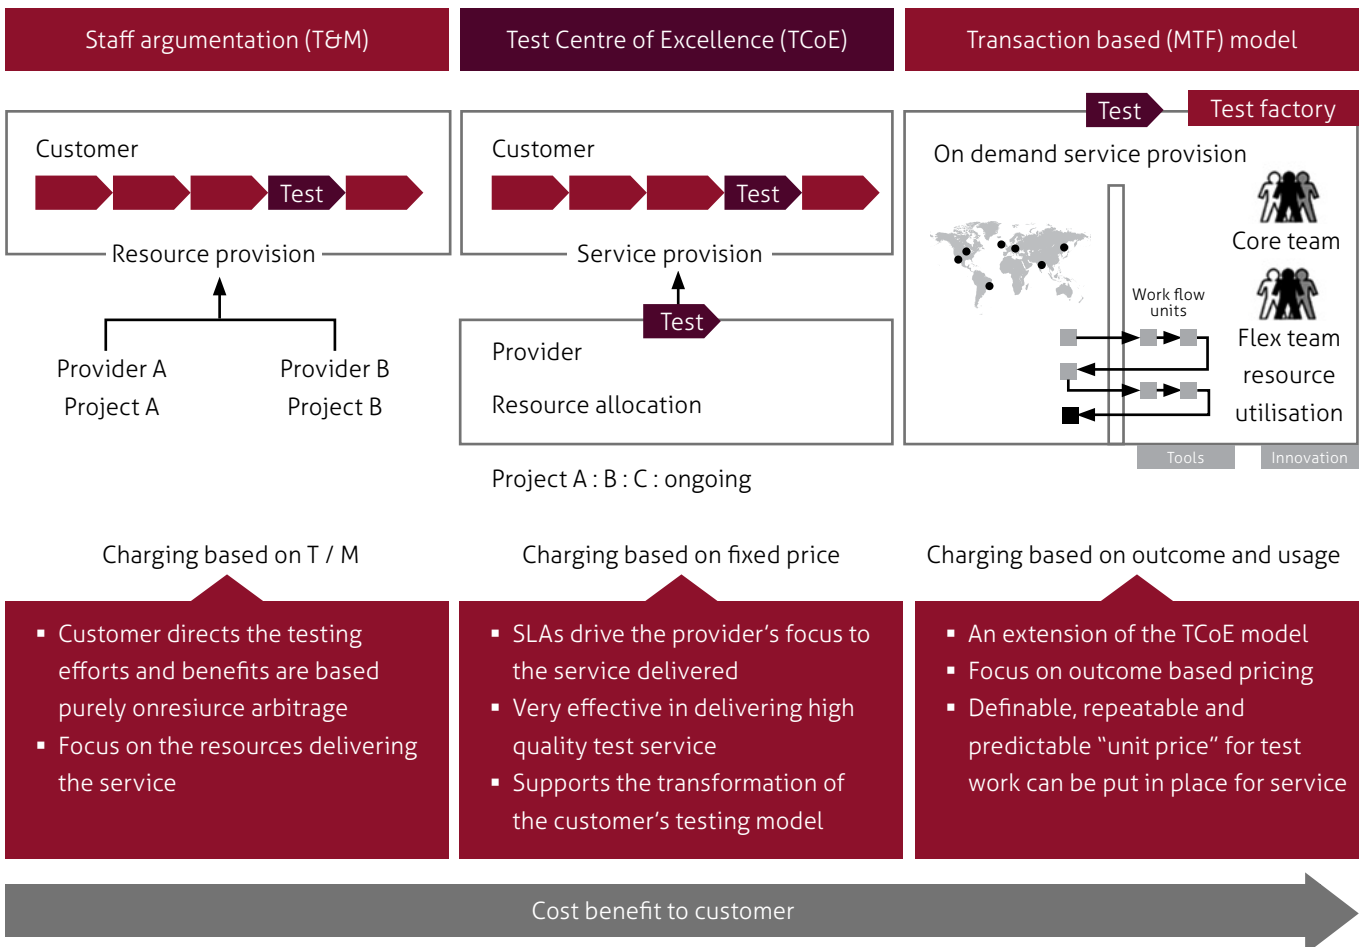 Staff argumentation (T&M)
Customer
Test
Resource provision
Provider A
Project A
Provider B
Project B
Charging based on T / M
▪ Customer directs the testing
efforts and benefits are based
purely onresiurce arbitrage
▪ Focus on the resources delivering
the service
Test Centre of Excellence (TCoE)
Customer
Test
Service provision
Test
Provider
Resource allocation
Project A : B : C : ongoing
Charging based on fixed price
▪ SLAs drive the provider’s focus to
the service delivered
▪ Very effective in delivering high
quality test service
▪ Supports the transformation of
the customer’s testing model
Transaction based (MTF) model
Test
Test factory
On demand service provision
Core team
Work flow
units
Flex team
resource
utilisation
Tools
Innovation
Charging based on outcome and usage
▪ An extension of the TCoE model
▪ Focus on outcome based pricing
▪ Definable, repeatable and
predictable “unit price” for test
work can be put in place for service
Cost benefit to customer